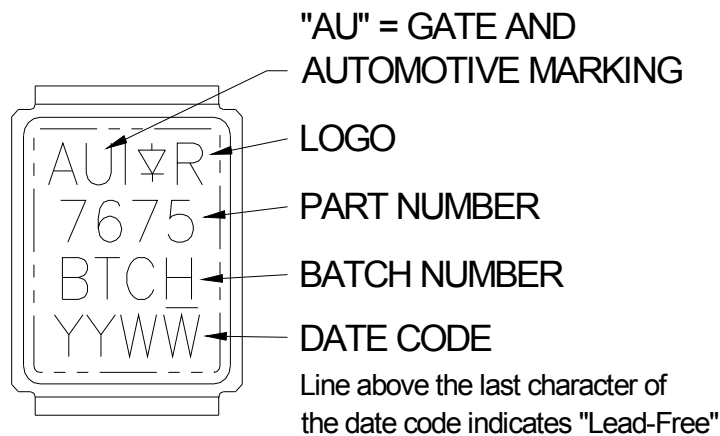 "AU" = GATE AND
AUTOMOTIVE MARKING
LOGO
PART NUMBER
BATCH NUMBER
DATE CODE
Line above the last character of
the date code indicates "Lead-Free"
AUI R
7675
BTCH
YYWW